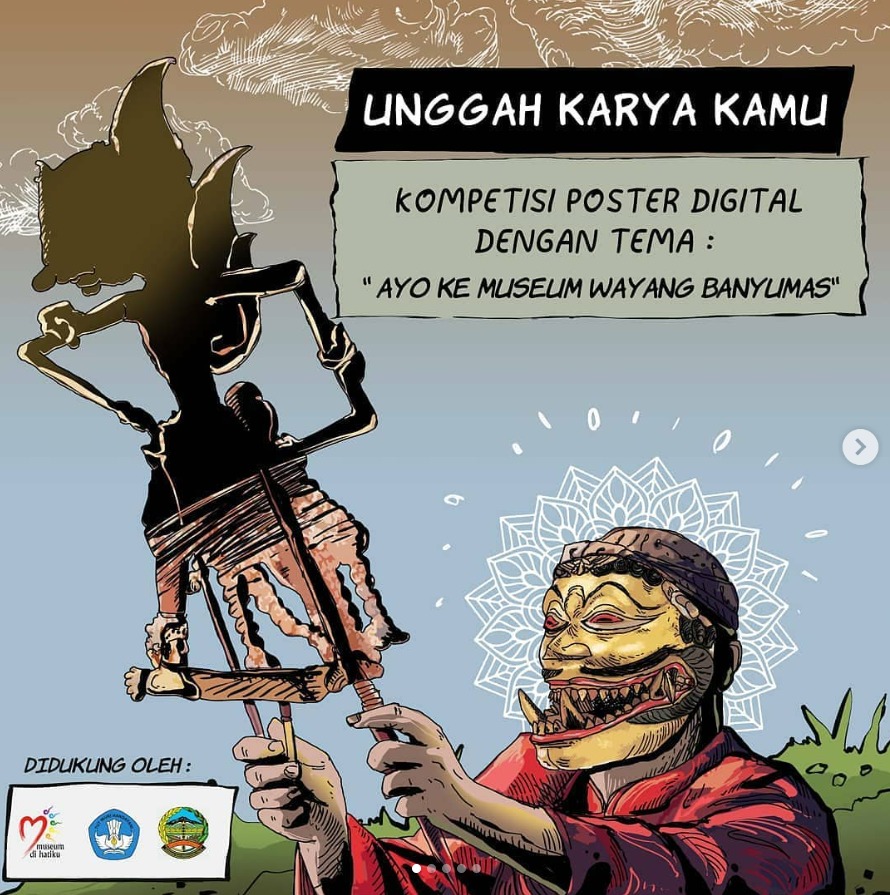 UNGGAH KARYA KAMU
KOMPETISI POSTER DIGITAL
DENGAN TEMA :
"AYO KE MUSEUM WAYANG BANYUMAS"
DIDUKUNG OLEH :
museum
di hatiku